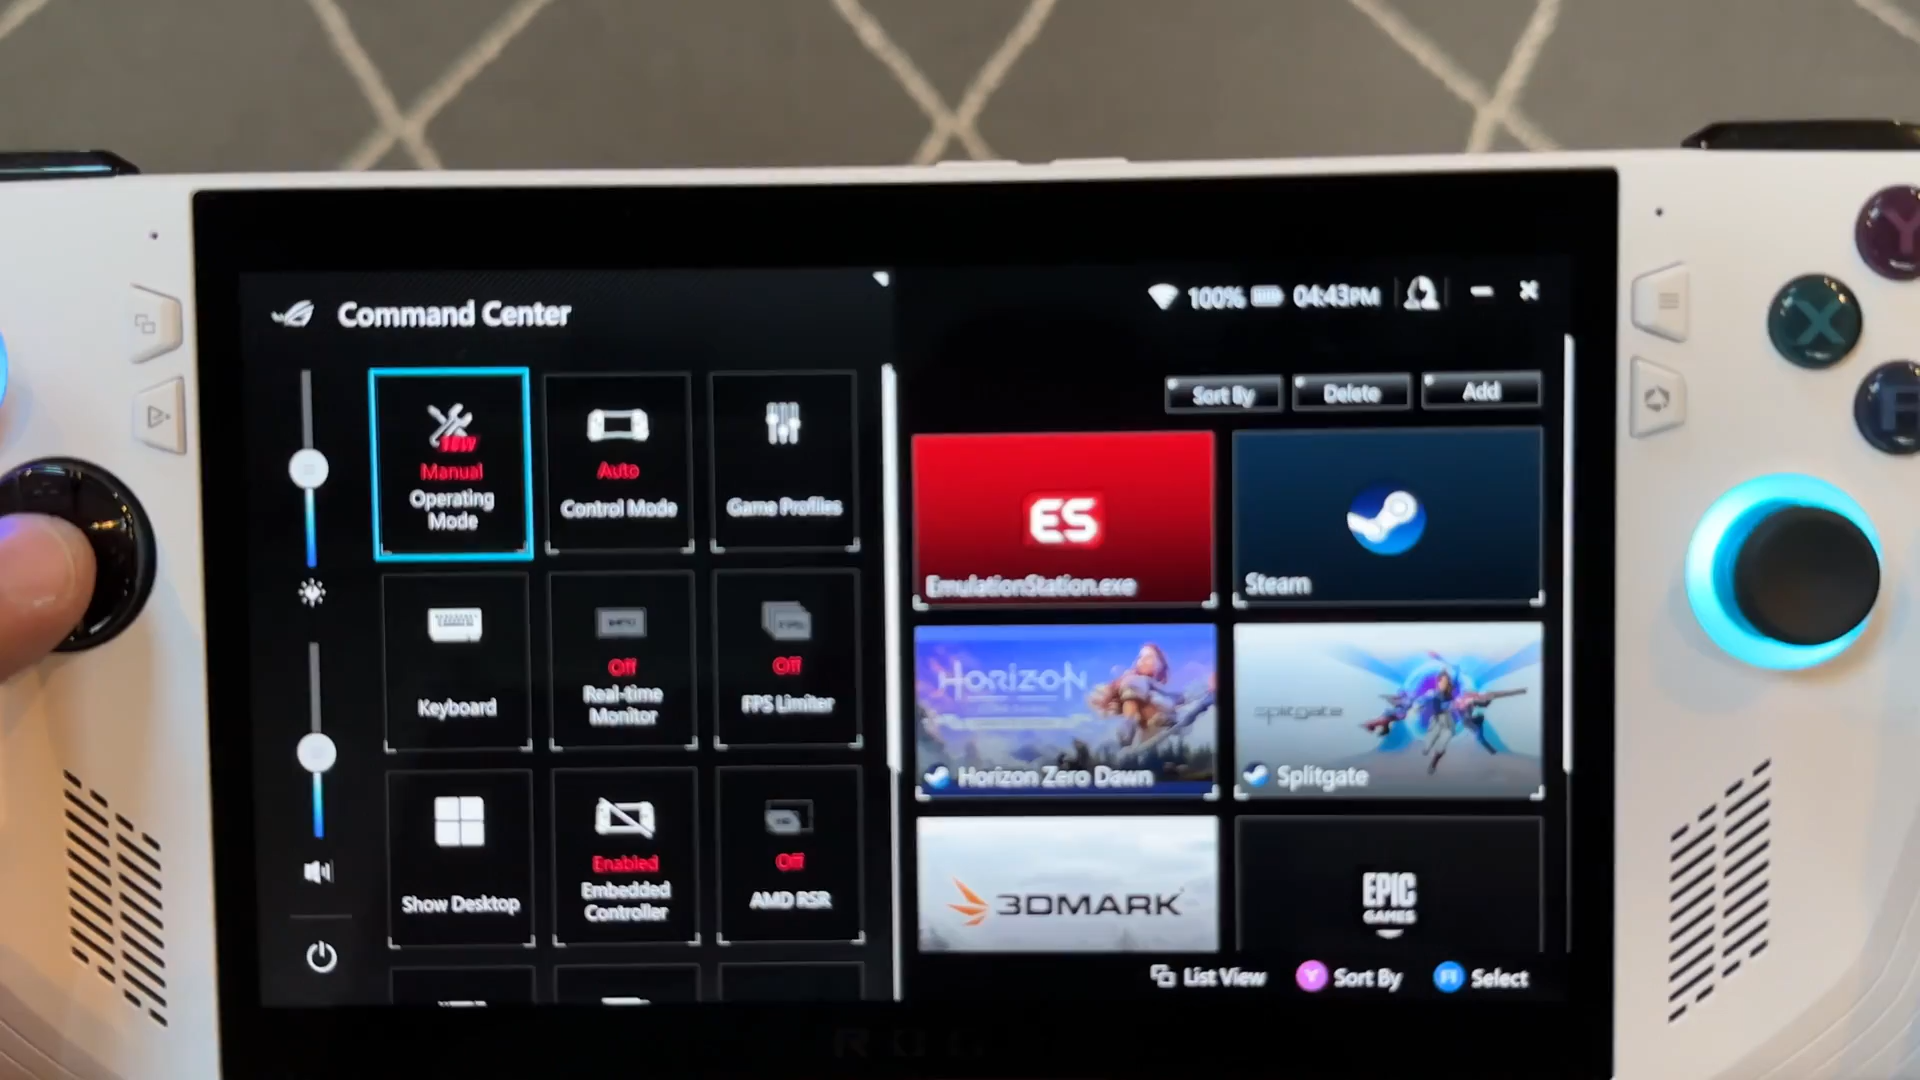 Command Center
100%
04:43PM
Sort By
Delete
Add
Manual
Operating
Mode
Auto
Control Mode
Game Profiles
ES
EmulationStation.exe
Steam
Keyboard
Off
Real-time
Monitor
Off
FPS Limiter
HORIZON
Horizon Zero Dawn
splitgate
Splitgate
Show Desktop
Enabled
Embedded
Controller
Off
AMD RSR
3DMARK
EPIC
GAMES
List View
Y
Sort By
Select
Y
X
ROG